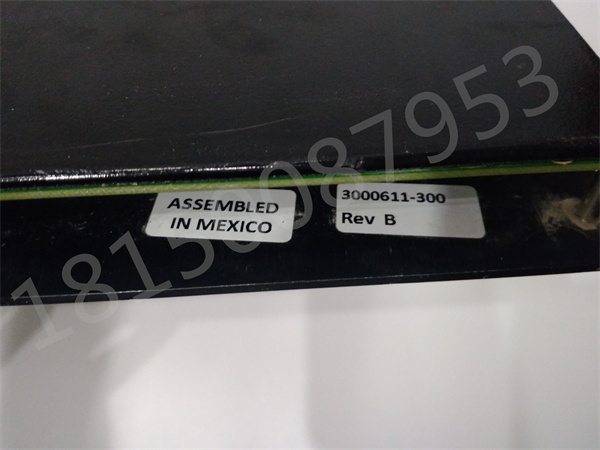 ASSEMBLED
IN MEXICO
3000611-300
Rev B
18150087953